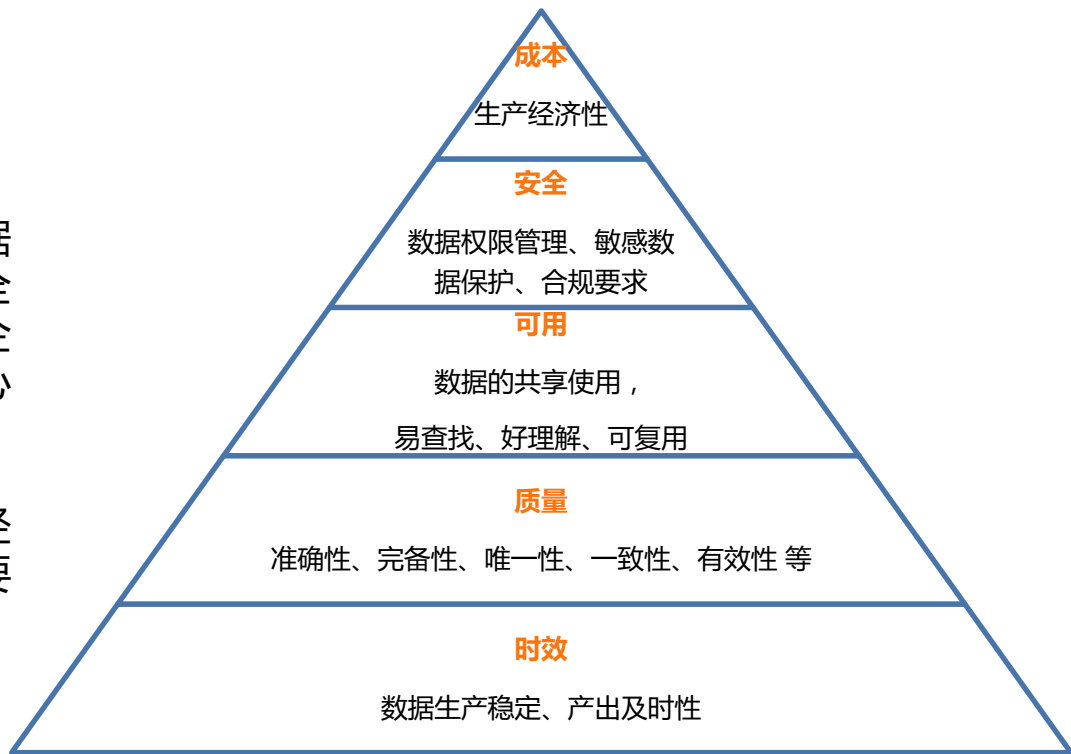 成本
生产经济性
安全
数据权限管理、敏感数
据保护、合规要求
可用
数据的共享使用，
易查找、好理解、可复用
质量
准确性、完备性、唯一性、一致性、有效性 等
时效
数据生产稳定、产出及时性